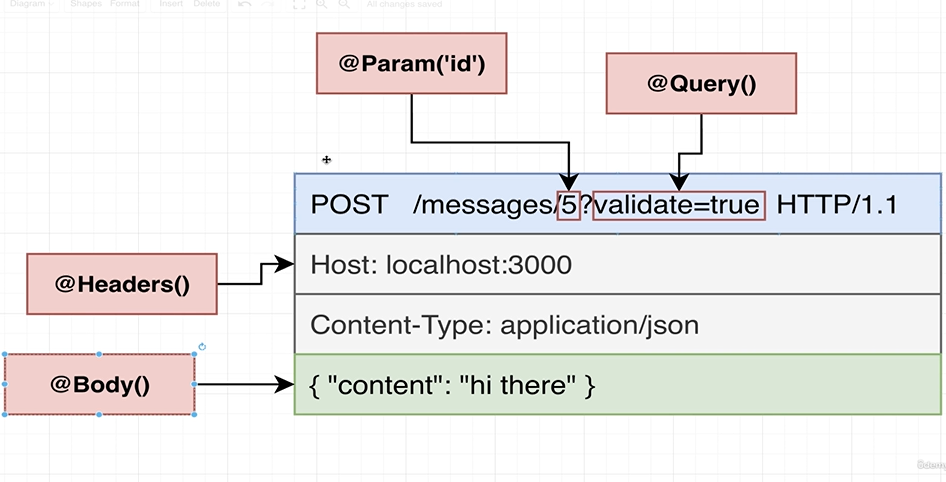 Diagram
Shapes
Format
Insert
Delete
All changes saved
@Param('id')
@Query()
POST /messages/5?validate=true HTTP/1.1
@Headers()
Host: localhost:3000
Content-Type: application/json
@Body()
{ "content": "hi there" }